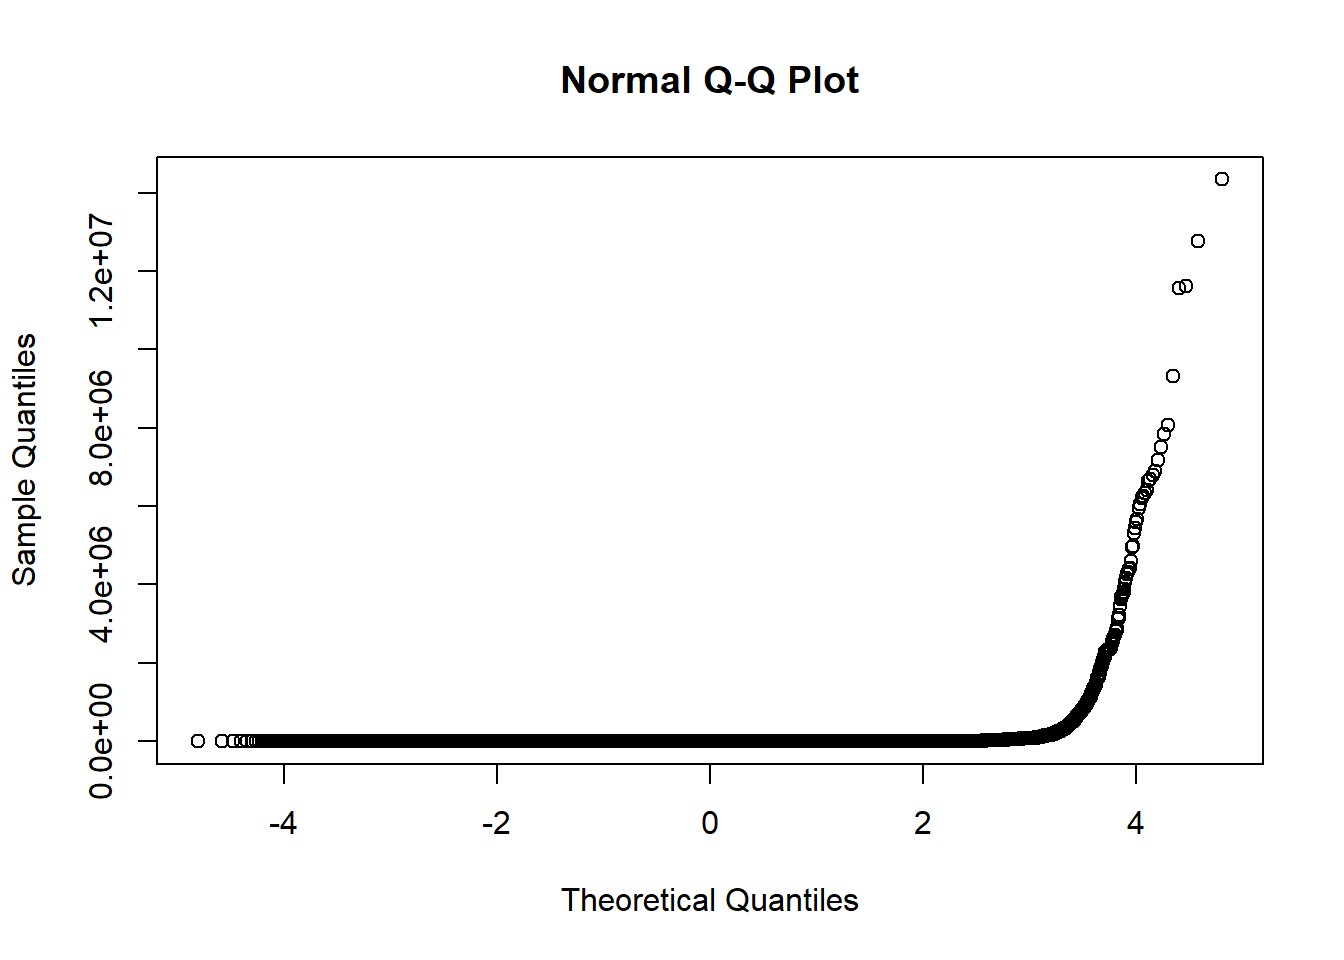 Normal Q-Q Plot
Sample Quantiles
1.2e+07
8.0e+06
4.0e+06
0.0e+00
-4
-2
0
2
4
Theoretical Quantiles